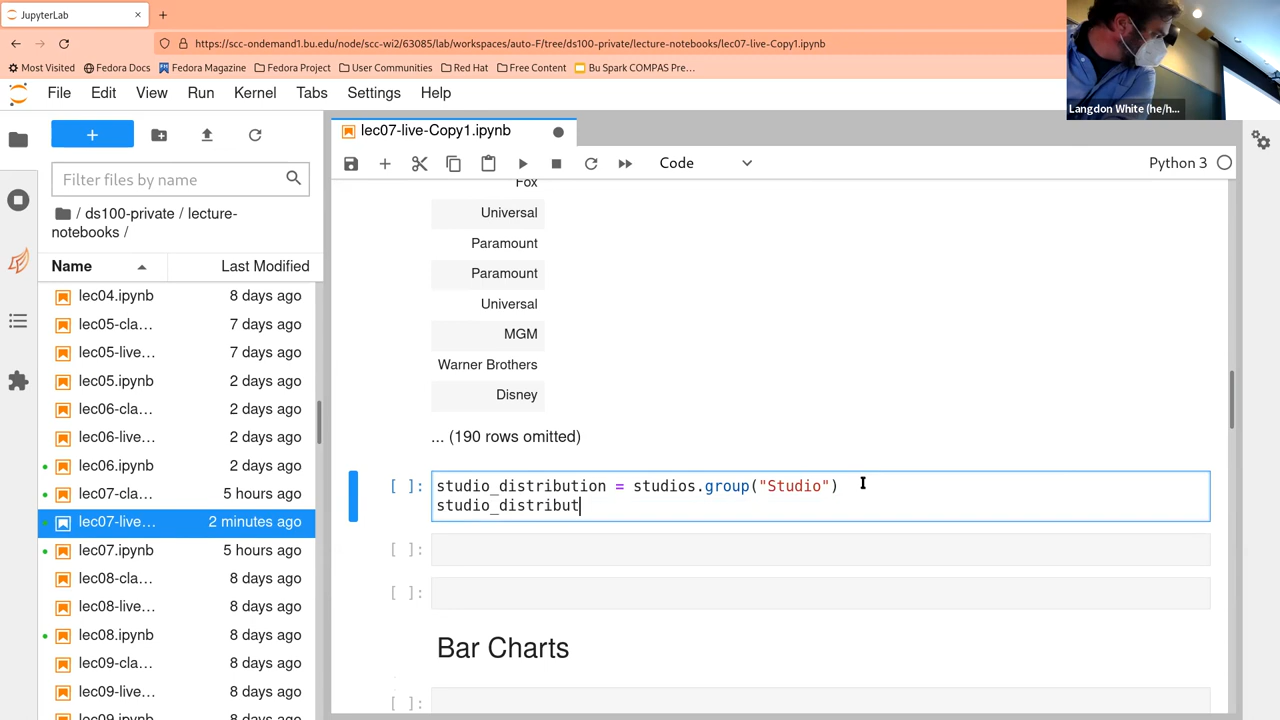 JupyterLab
https://scc-ondemand1.bu.edu/node/scc-wi2/63085/lab/workspaces/auto-F/tree/ds100-private/lecture-notebooks/lec07-live-Copy1.ipynb
Most Visited Fedora Docs Fedora Magazine Fedora Project User Communities Red Hat Free Content Bu Spark COMPAS Pre…
Langdon White (he/h...
File Edit View Run Kernel Tabs Settings Help
lec07-live-Copy1.ipynb
Code
Python 3
Filter files by name
/ ds100-private / lecture-
notebooks /
Name Last Modified
lec04.ipynb 8 days ago
lec05-cla… 7 days ago
lec05-live… 7 days ago
lec05.ipynb 2 days ago
lec06-cla… 2 days ago
lec06-live… 2 days ago
lec06.ipynb 2 days ago
lec07-cla… 5 hours ago
lec07-live… 2 minutes ago
lec07.ipynb 5 hours ago
lec08-cla… 8 days ago
lec08-live… 8 days ago
lec08.ipynb 8 days ago
lec09-cla… 8 days ago
lec09-live… 8 days ago
lec09.ipynb 8 days ago
Fox
Universal
Paramount
Paramount
Universal
MGM
Warner Brothers
Disney
... (190 rows omitted)
[ ]: studio_distribution = studios.group("Studio")
studio_distribut
[ ]:
[ ]:
Bar Charts
[ ]: